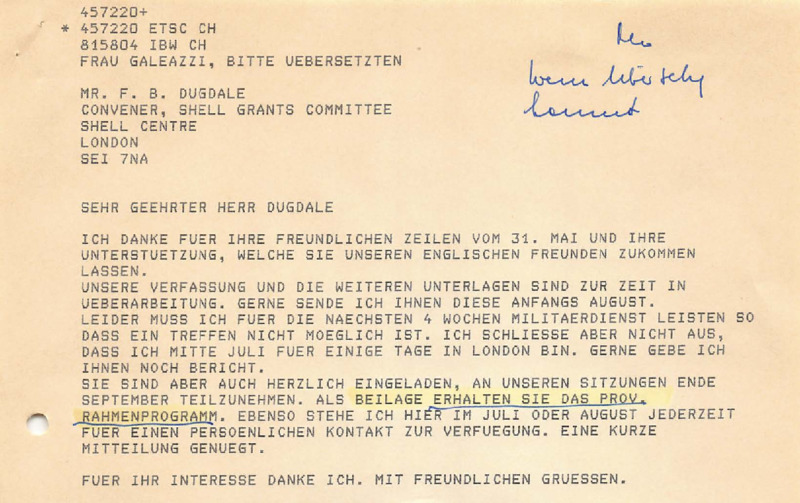 457220+
* 457220 ETSC CH
815804 IBW CH
FRAU GALEAZZI, BITTE UEBERSETZTEN
MR. F. B. DUGDALE
CONVENER, SHELL GRANTS COMMITTEE
SHELL CENTRE
LONDON
SEI 7NA
SEHR GEEHRTER HERR DUGDALE
ICH DANKE FUER IHRE FREUNDLICHEN ZEILEN VOM 31. MAI UND IHRE
UNTERSTUETZUNG, WELCHE SIE UNSEREN ENGLISCHEN FREUNDEN ZUKOMMEN
LASSEN.
UNSERE VERFASSUNG UND DIE WEITEREN UNTERLAGEN SIND ZUR ZEIT IN
UEBERARBEITUNG. GERNE SENDE ICH IHNEN DIESE ANFANGS AUGUST.
LEIDER MUSS ICH FUER DIE NAECHSTEN 4 WOCHEN MILITAERDIENST LEISTEN SO
DASS EIN TREFFEN NICHT MOEGLICH IST. ICH SCHLIESSE ABER NICHT AUS,
DASS ICH MITTE JULI FUER EINIGE TAGE IN LONDON BIN. GERNE GEBE ICH
IHNEN NOCH BERICHT.
SIE SIND ABER AUCH HERZLICH EINGELADEN, AN UNSEREN SITZUNGEN ENDE
SEPTEMBER TEILZUNEHMEN. ALS BEILAGE ERHALTEN SIE DAS PROV.
RAHMENPROGRAMM. EBENSO STEHE ICH HIER IM JULI ODER AUGUST JEDERZEIT
FUER EINEN PERSOENLICHEN KONTAKT ZUR VERFUEGUNG. EINE KURZE
MITTEILUNG GENUEGT.
FUER IHR INTERESSE DANKE ICH. MIT FREUNDLICHEN GRUESSEN.